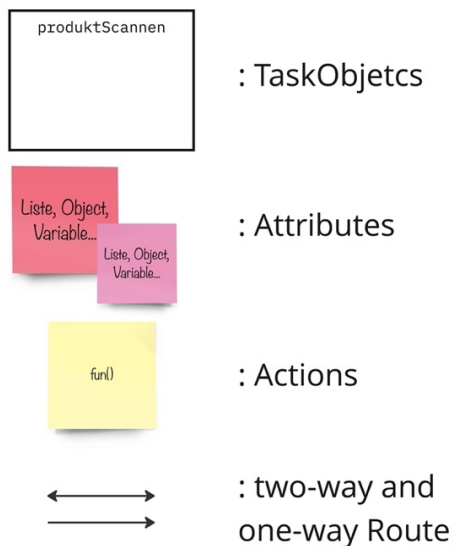 produktScannen
: TaskObjetcs
Liste, Object,
Variable...
Liste, Object,
Variable...
: Attributes
fun()
: Actions
: two-way and
one-way Route